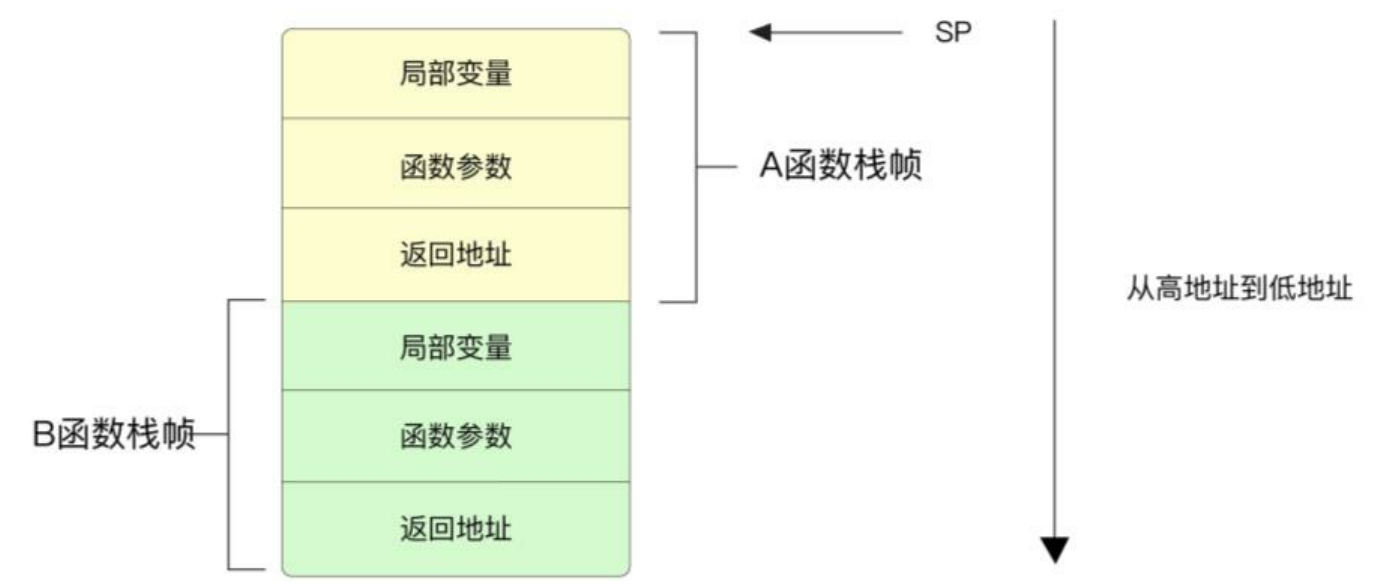 SP
局部变量
函数参数
A函数栈帧
返回地址
从高地址到低地址
局部变量
B函数栈帧
函数参数
返回地址